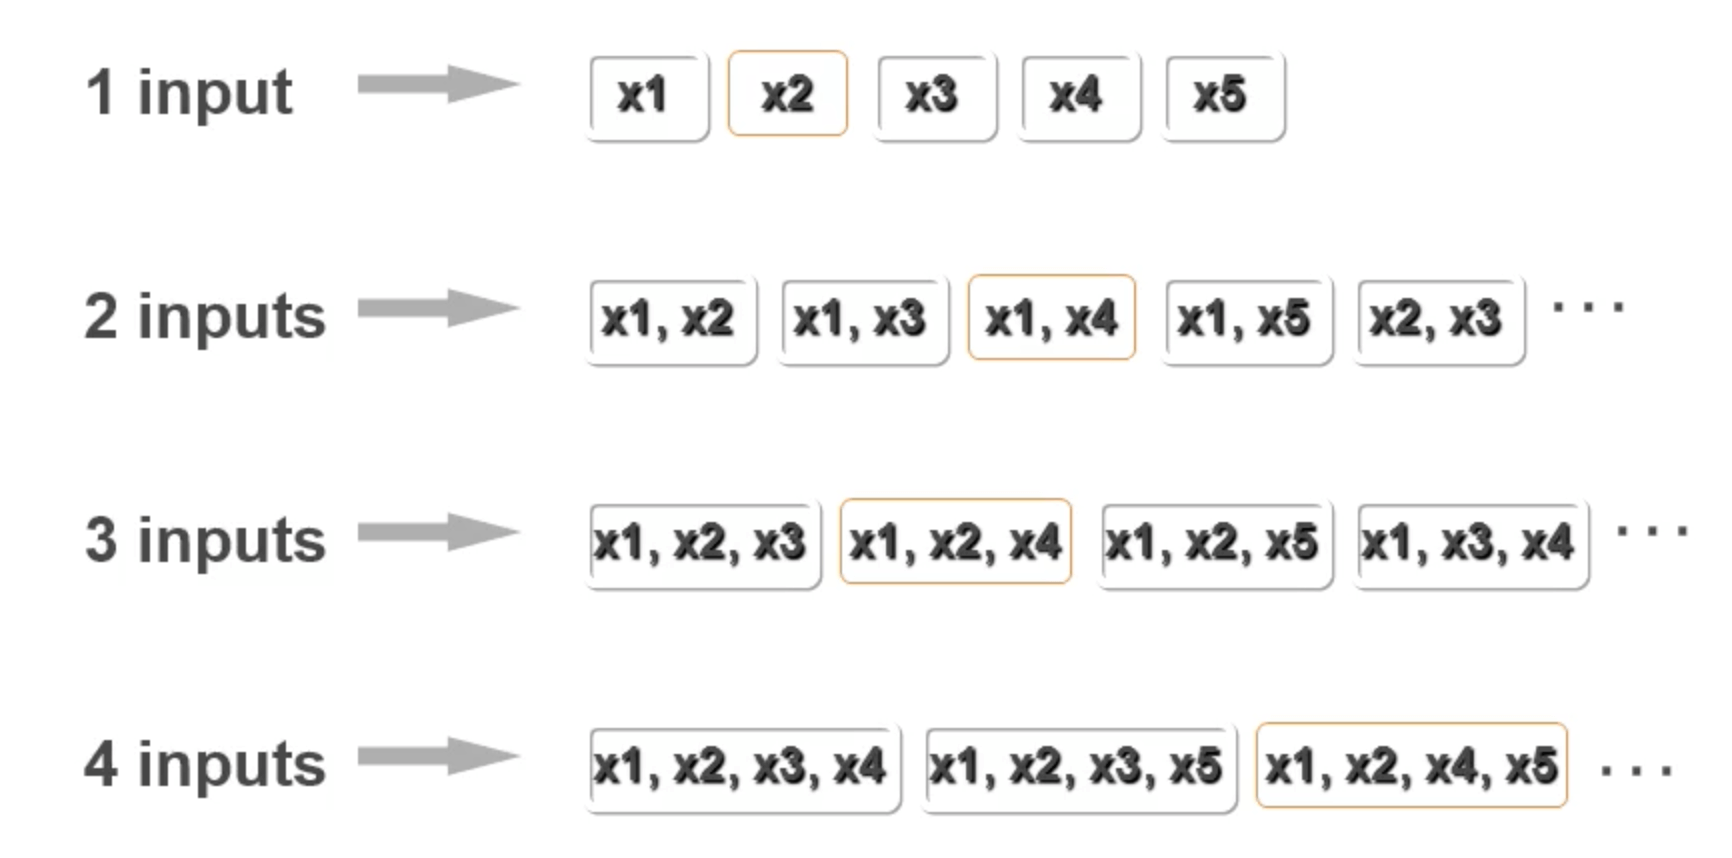 1 input x1 x2 x3 x4 x5
2 inputs x1, x2 x1, x3 x1, x4 x1, x5 x2, x3 ...
3 inputs x1, x2, x3 x1, x2, x4 x1, x2, x5 x1, x3, x4 ...
4 inputs x1, x2, x3, x4 x1, x2, x3, x5 x1, x2, x4, x5 ...